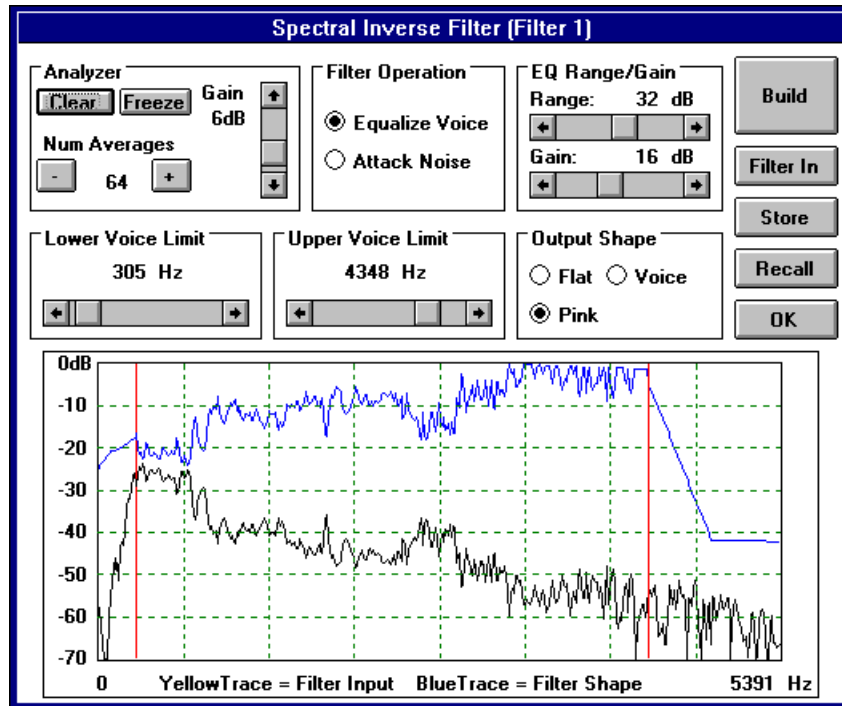 Spectral Inverse Filter (Filter 1)
Analyzer
Clear Freeze Gain
6dB
Num Averages
- 64 +
Filter Operation
Equalize Voice
Attack Noise
EQ Range/Gain
Range: 32 dB
Gain: 16 dB
Build
Filter In
Store
Recall
OK
Lower Voice Limit
305 Hz
Upper Voice Limit
4348 Hz
Output Shape
Flat Voice
Pink
0dB
-10
-20
-30
-40
-50
-60
-70
0 YellowTrace = Filter Input BlueTrace = Filter Shape 5391 Hz